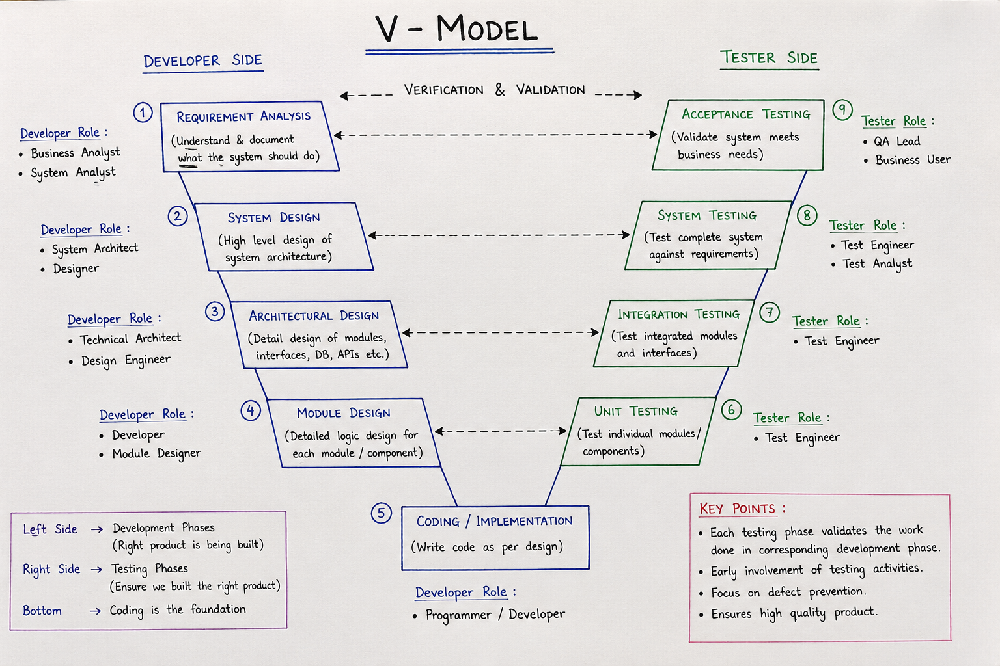 V - MODEL
DEVELOPER SIDE
TESTER SIDE
VERIFICATION & VALIDATION
1
REQUIREMENT ANALYSIS
(Understand & document
what the system should do)
Developer Role :
• Business Analyst
• System Analyst
ACCEPTANCE TESTING
(Validate system meets
business needs)
9
Tester Role :
• QA Lead
• Business User
2
SYSTEM DESIGN
(High level design of
system architecture)
Developer Role :
• System Architect
• Designer
SYSTEM TESTING
(Test complete system
against requirements)
8
Tester Role :
• Test Engineer
• Test Analyst
3
ARCHITECTURAL DESIGN
(Detail design of modules,
interfaces, DB, APIs etc.)
Developer Role :
• Technical Architect
• Design Engineer
INTEGRATION TESTING
(Test integrated modules
and interfaces)
7
Tester Role :
• Test Engineer
4
MODULE DESIGN
(Detailed logic design for
each module / component)
Developer Role :
• Developer
• Module Designer
UNIT TESTING
(Test individual modules/
components)
6
Tester Role :
• Test Engineer
5
CODING / IMPLEMENTATION
(Write code as per design)
Developer Role :
• Programmer / Developer
Left Side → Development Phases
(Right product is being built)
Right Side → Testing Phases
(Ensure we built the right product)
Bottom → Coding is the foundation
KEY POINTS :
• Each testing phase validates the work
done in corresponding development phase.
• Early involvement of testing activities.
• Focus on defect prevention.
• Ensures high quality product.